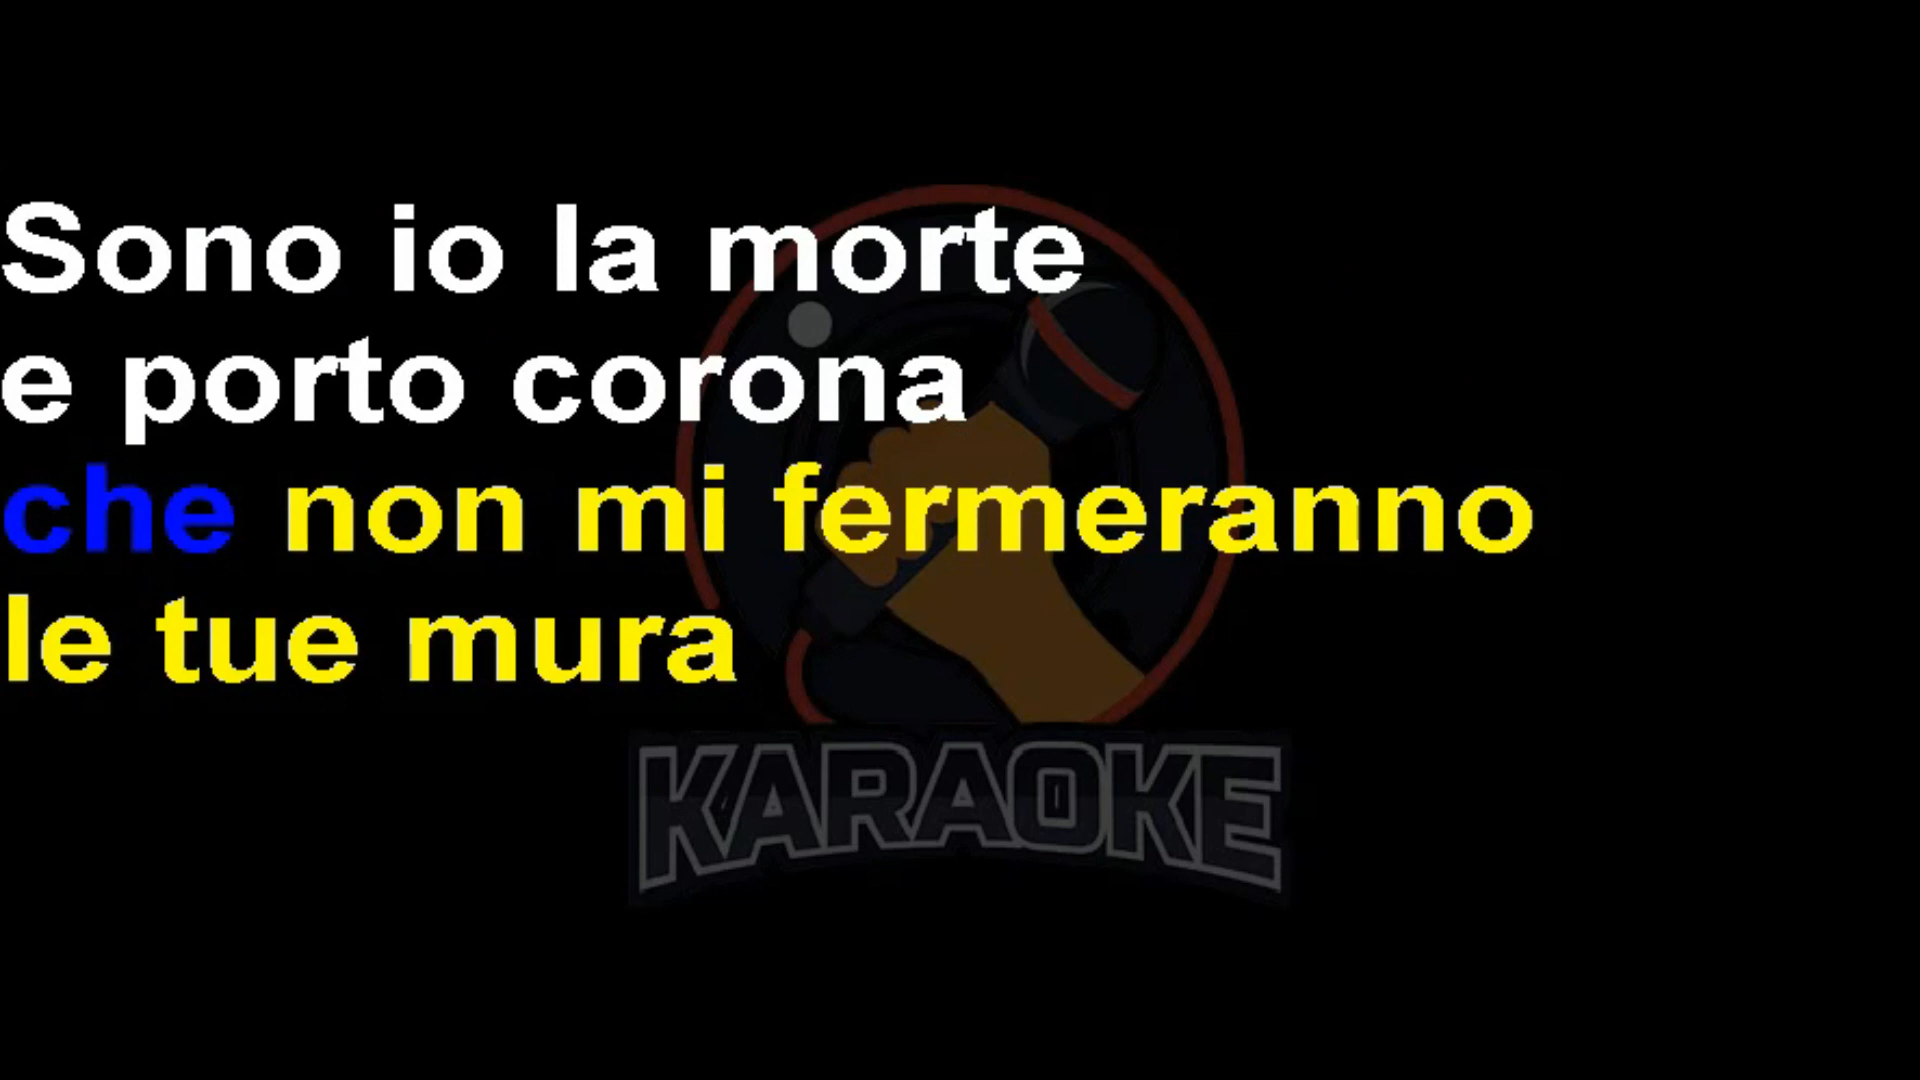 Sono io la morte
e porto corona
che non mi fermeranno
le tue mura
KARAOKE